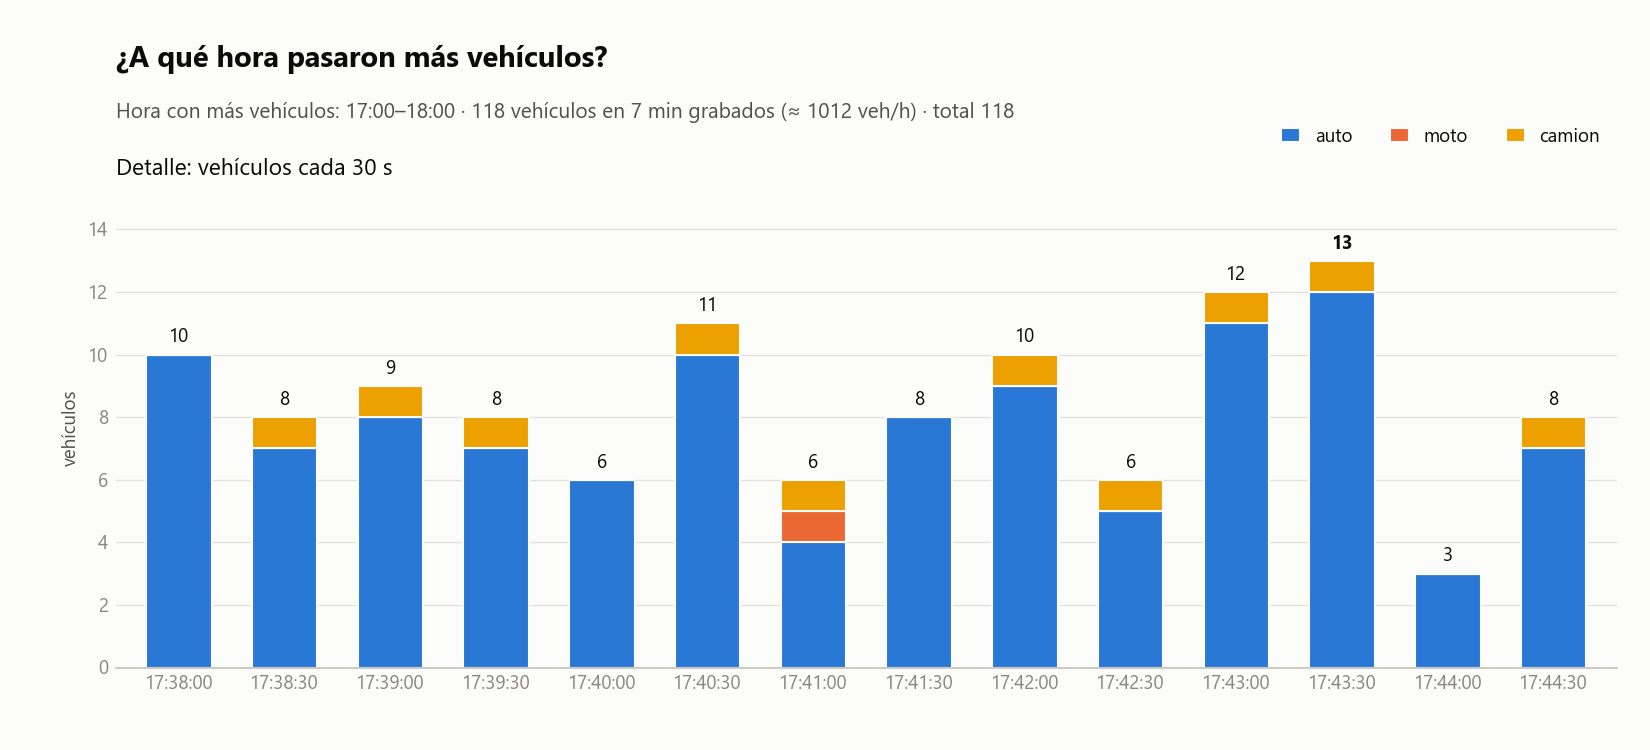 ¿A qué hora pasaron más vehículos?
Hora con más vehículos: 17:00–18:00 · 118 vehículos en 7 min grabados (≈ 1012 veh/h) · total 118
auto moto camion
Detalle: vehículos cada 30 s
vehículos
14
12
10
8
6
4
2
0
10 8 9 8 6 11 6 8 10 6 12 13 3 8
17:38:00 17:38:30 17:39:00 17:39:30 17:40:00 17:40:30 17:41:00 17:41:30 17:42:00 17:42:30 17:43:00 17:43:30 17:44:00 17:44:30